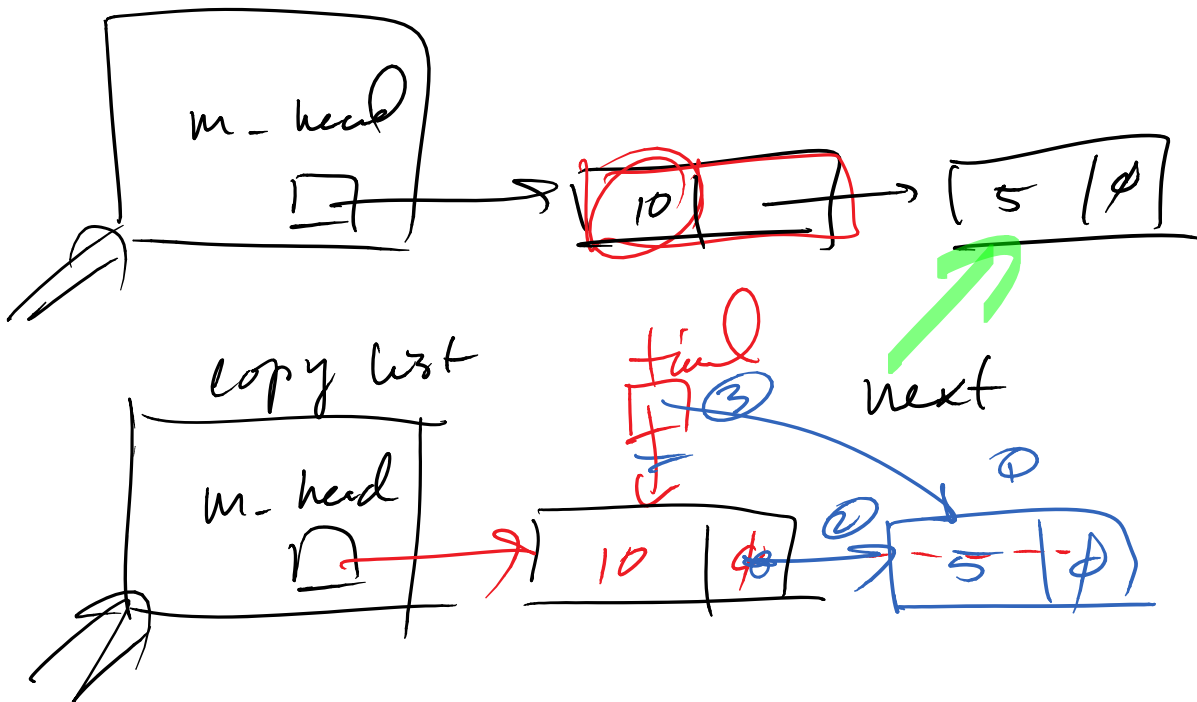 m_head
10 5 ∅
copy list
tail
③
next
m_head
①
10 ∅ ② 5 ∅